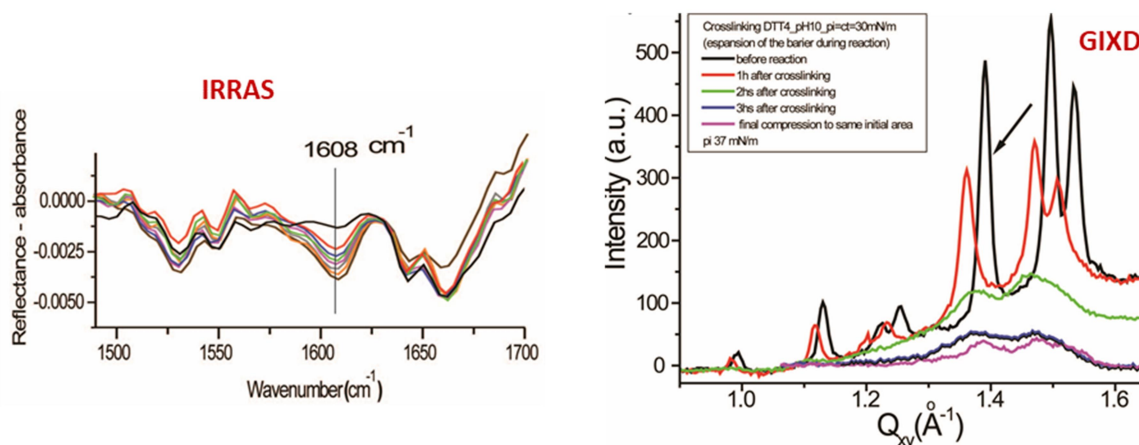 IRRAS
1608 cm-1
0.0000
-0.0025
-0.0050
Reflectance - absorbance
1500 1550 1600 1650 1700
Wavenumber(cm-1)
GIXD
Crosslinking DTT4_pH10_pi=ct=30mN/m
(expansion of the barier during reaction)
before reaction
1h after crosslinking
2hs after crosslinking
3hs after crosslinking
final compression to same initial area
pi 37 mN/m
500
400
300
200
100
0
Intensity (a.u.)
1.0 1.2 1.4 1.6
Qxy(Å-1)